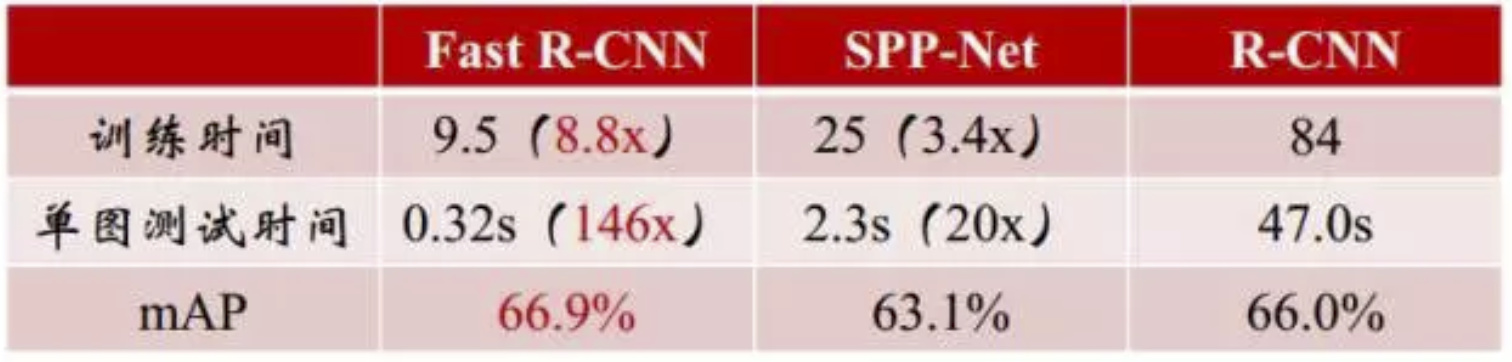 Fast R-CNN SPP-Net R-CNN
训练时间 9.5（8.8x） 25（3.4x） 84
单图测试时间 0.32s（146x） 2.3s（20x） 47.0s
mAP 66.9% 63.1% 66.0%